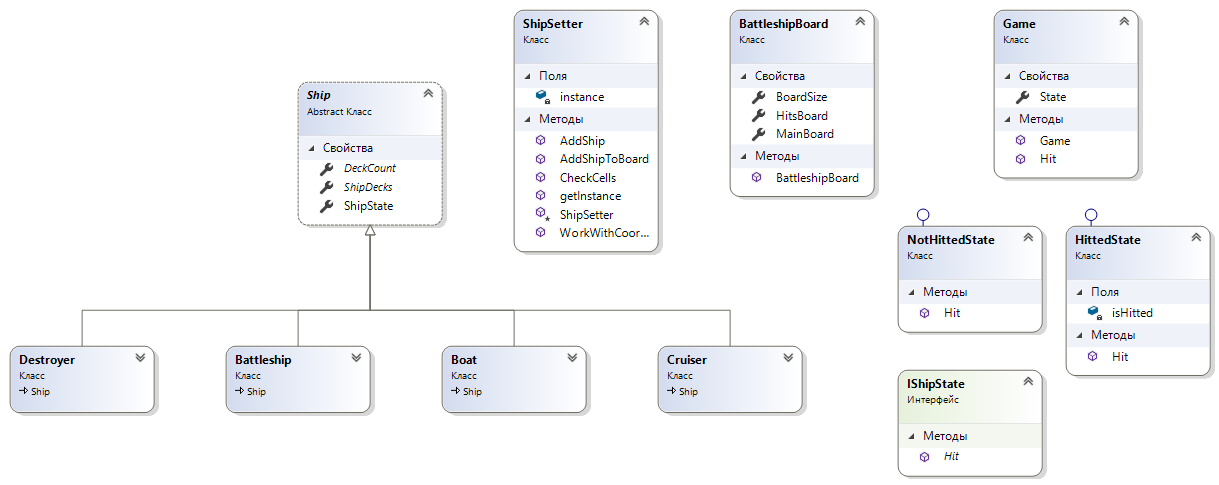 Ship
Abstract Класс
Свойства
DeckCount
ShipDecks
ShipState
ShipSetter
Класс
Поля
instance
Методы
AddShip
AddShipToBoard
CheckCells
getInstance
ShipSetter
WorkWithCoor...
BattleshipBoard
Класс
Свойства
BoardSize
HitsBoard
MainBoard
Методы
BattleshipBoard
Game
Класс
Свойства
State
Методы
Game
Hit
NotHittedState
Класс
Методы
Hit
HittedState
Класс
Поля
isHitted
Методы
Hit
Destroyer
Класс
Ship
Battleship
Класс
Ship
Boat
Класс
Ship
Cruiser
Класс
Ship
IShipState
Интерфейс
Методы
Hit